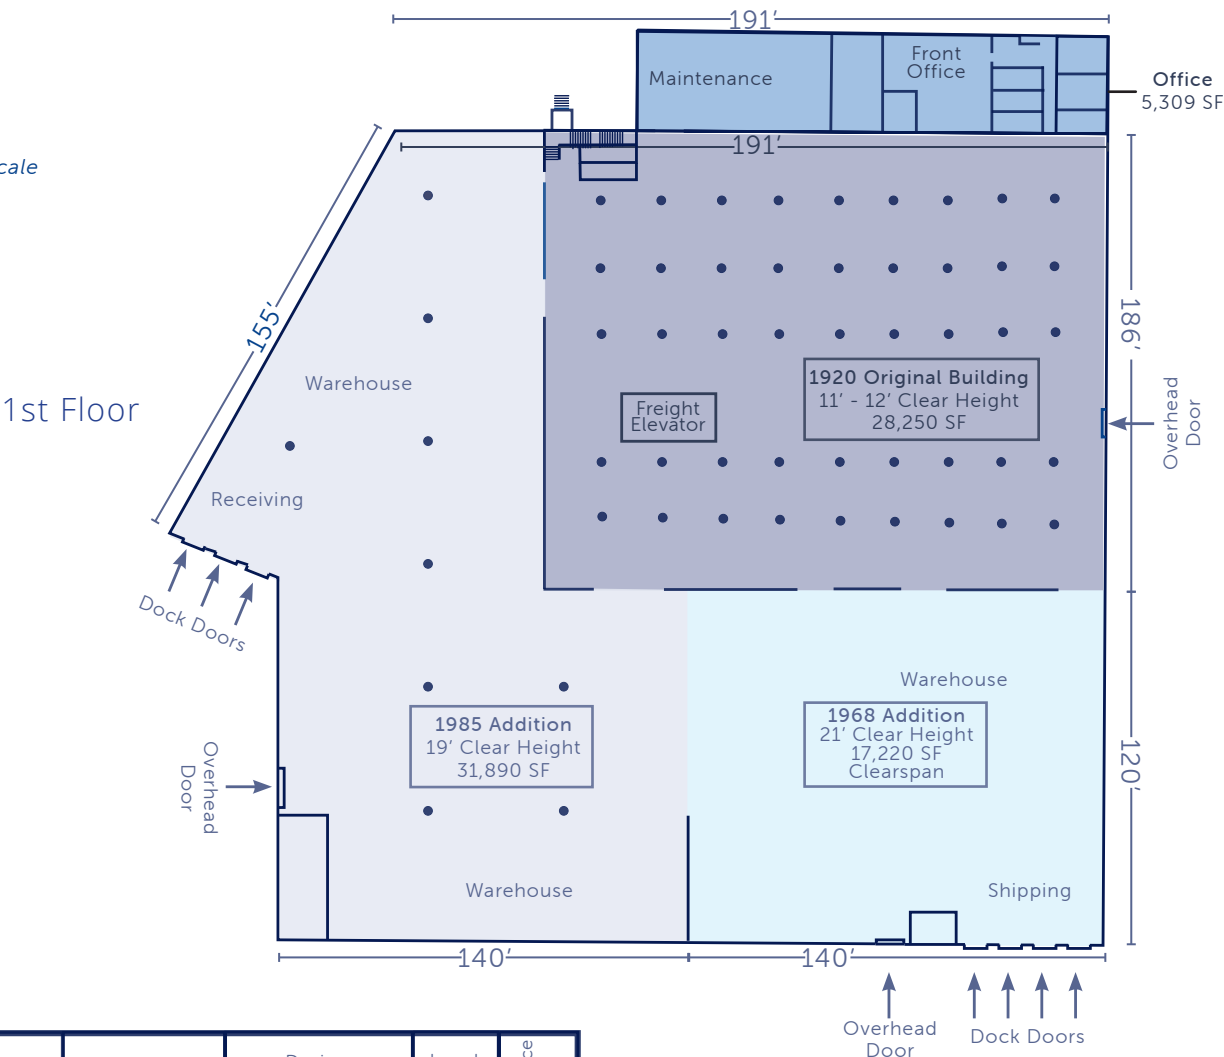 191’
Maintenance
Front
Office
Office
5,309 SF
191’
cale
155’
186’
Warehouse
1st Floor
1920 Original Building
11’ - 12’ Clear Height
28,250 SF
Freight
Elevator
Overhead
Door
Receiving
Dock Doors
Warehouse
1985 Addition
19’ Clear Height
31,890 SF
1968 Addition
21’ Clear Height
17,220 SF
Clearspan
120’
Overhead
Door
Warehouse
Shipping
140’
140’
Overhead
Door
Dock Doors